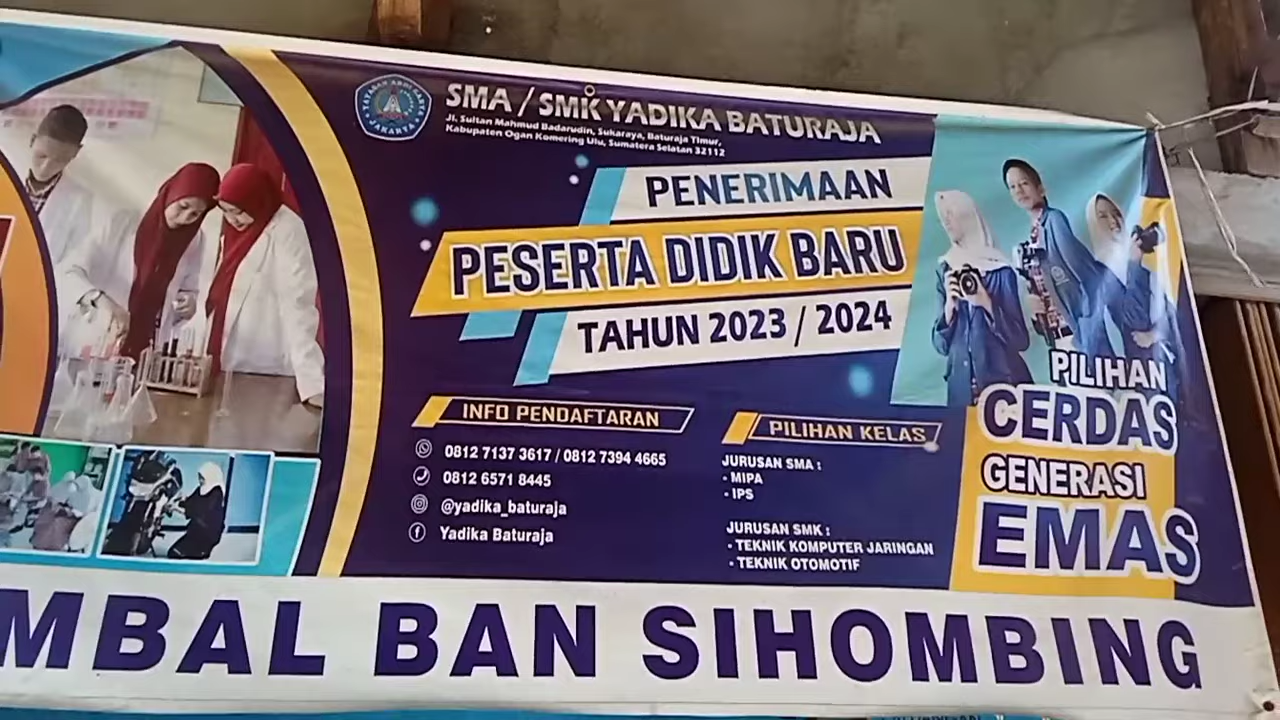 SMA / SMK YADIKA BATURAJA
Jl. Sultan Mahmud Badarudin, Sukaraya, Baturaja Timur,
Kabupaten Ogan Komering Ulu, Sumatera Selatan 32112
PENERIMAAN
PESERTA DIDIK BARU
TAHUN 2023 / 2024
INFO PENDAFTARAN
0812 7137 3617 / 0812 7394 4665
0812 6571 8445
@yadika_baturaja
Yadika Baturaja
PILIHAN KELAS
JURUSAN SMA :
- MIPA
- IPS
JURUSAN SMK :
- TEKNIK KOMPUTER JARINGAN
- TEKNIK OTOMOTIF
PILIHAN
CERDAS
GENERASI
EMAS
MBAL BAN SIHOMBING